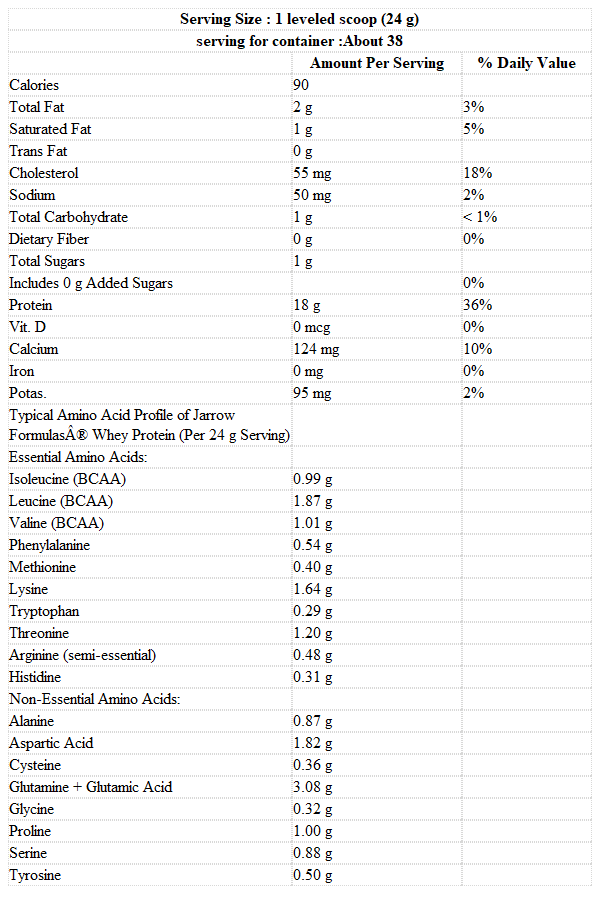 Serving Size : 1 leveled scoop (24 g)
serving for container :About 38
Amount Per Serving % Daily Value
Calories 90
Total Fat 2 g 3%
Saturated Fat 1 g 5%
Trans Fat 0 g
Cholesterol 55 mg 18%
Sodium 50 mg 2%
Total Carbohydrate 1 g < 1%
Dietary Fiber 0 g 0%
Total Sugars 1 g
Includes 0 g Added Sugars 0%
Protein 18 g 36%
Vit. D 0 mcg 0%
Calcium 124 mg 10%
Iron 0 mg 0%
Potas. 95 mg 2%
Typical Amino Acid Profile of Jarrow
FormulasÂ® Whey Protein (Per 24 g Serving)
Essential Amino Acids:
Isoleucine (BCAA) 0.99 g
Leucine (BCAA) 1.87 g
Valine (BCAA) 1.01 g
Phenylalanine 0.54 g
Methionine 0.40 g
Lysine 1.64 g
Tryptophan 0.29 g
Threonine 1.20 g
Arginine (semi-essential) 0.48 g
Histidine 0.31 g
Non-Essential Amino Acids:
Alanine 0.87 g
Aspartic Acid 1.82 g
Cysteine 0.36 g
Glutamine + Glutamic Acid 3.08 g
Glycine 0.32 g
Proline 1.00 g
Serine 0.88 g
Tyrosine 0.50 g